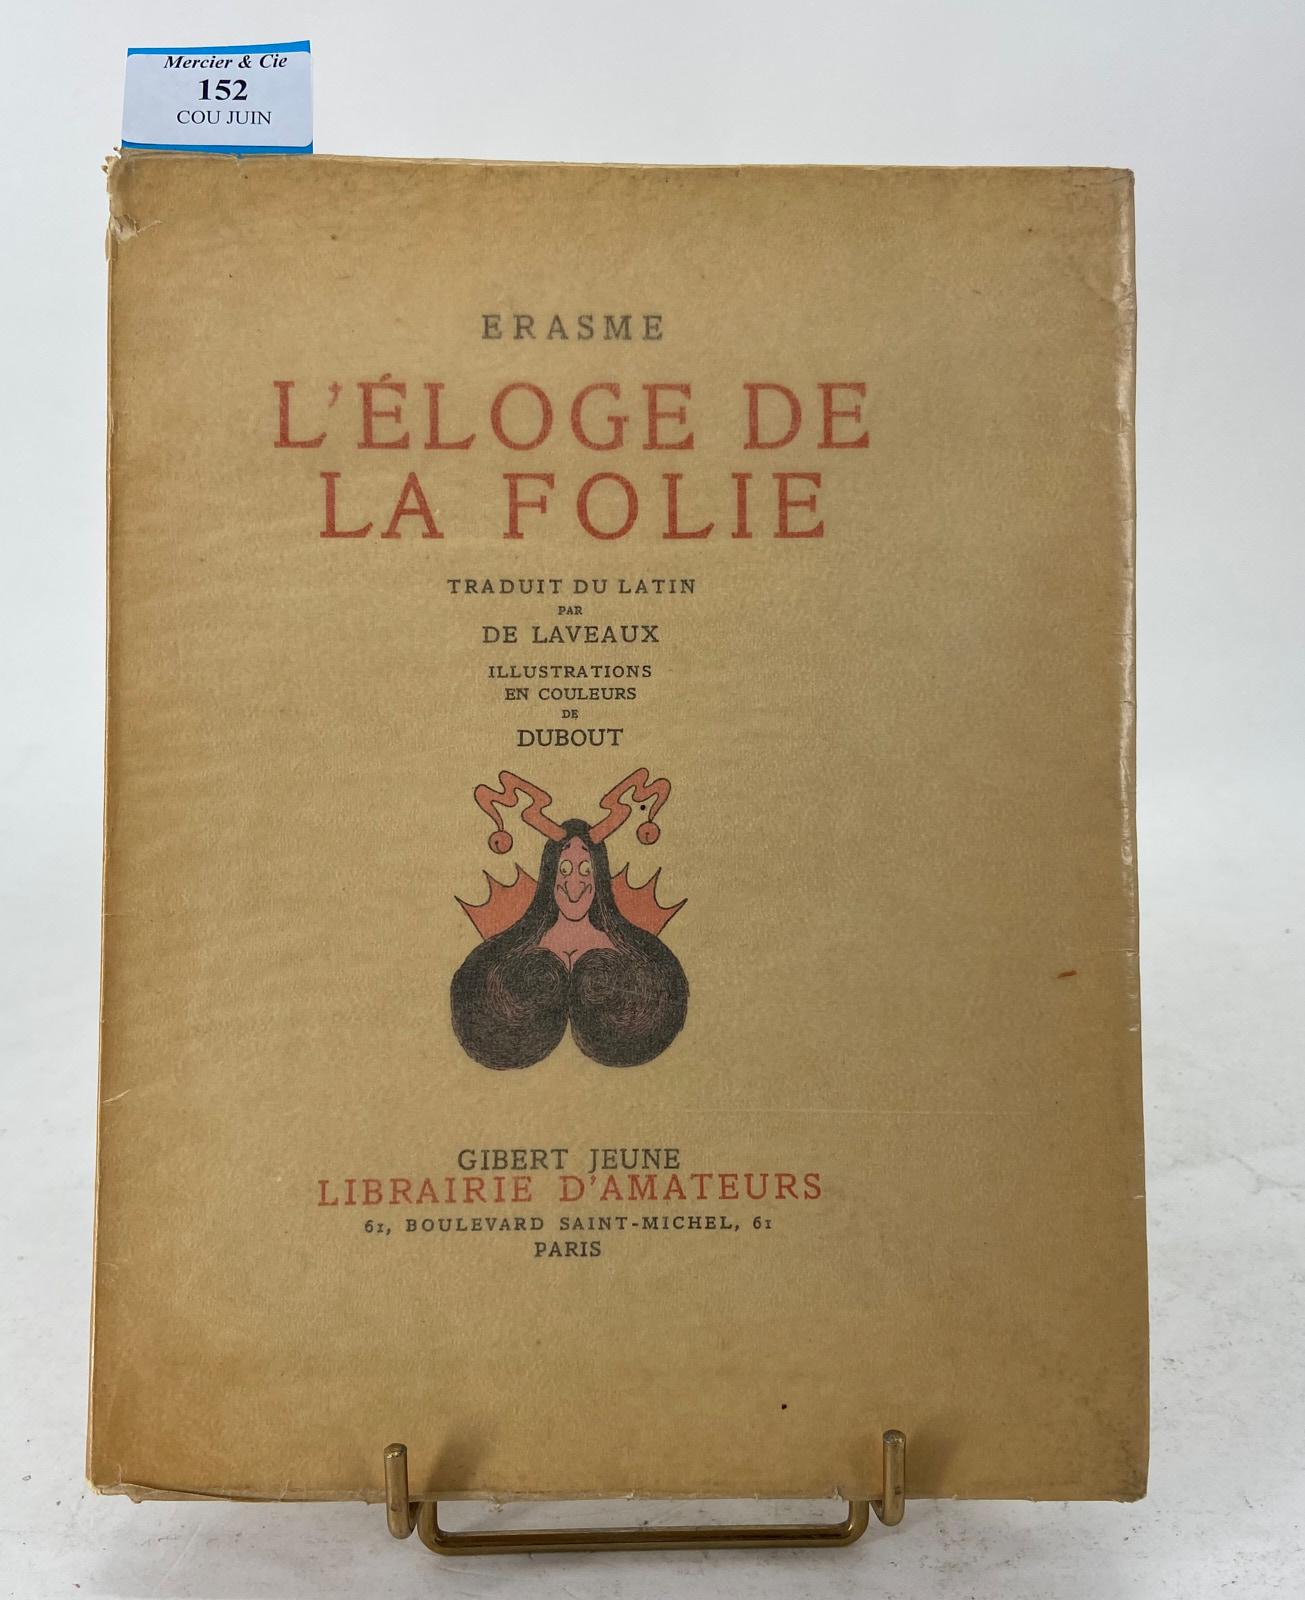 Mercier & Cie
152
COU JUIN
ERASME
L'ÉLOGE DE
LA FOLIE
TRADUIT DU LATIN
PAR
DE LAVEAUX
ILLUSTRATIONS
EN COULEURS
DE
DUBOUT
GIBERT JEUNE
LIBRAIRIE D'AMATEURS
61, BOULEVARD SAINT-MICHEL, 61
PARIS